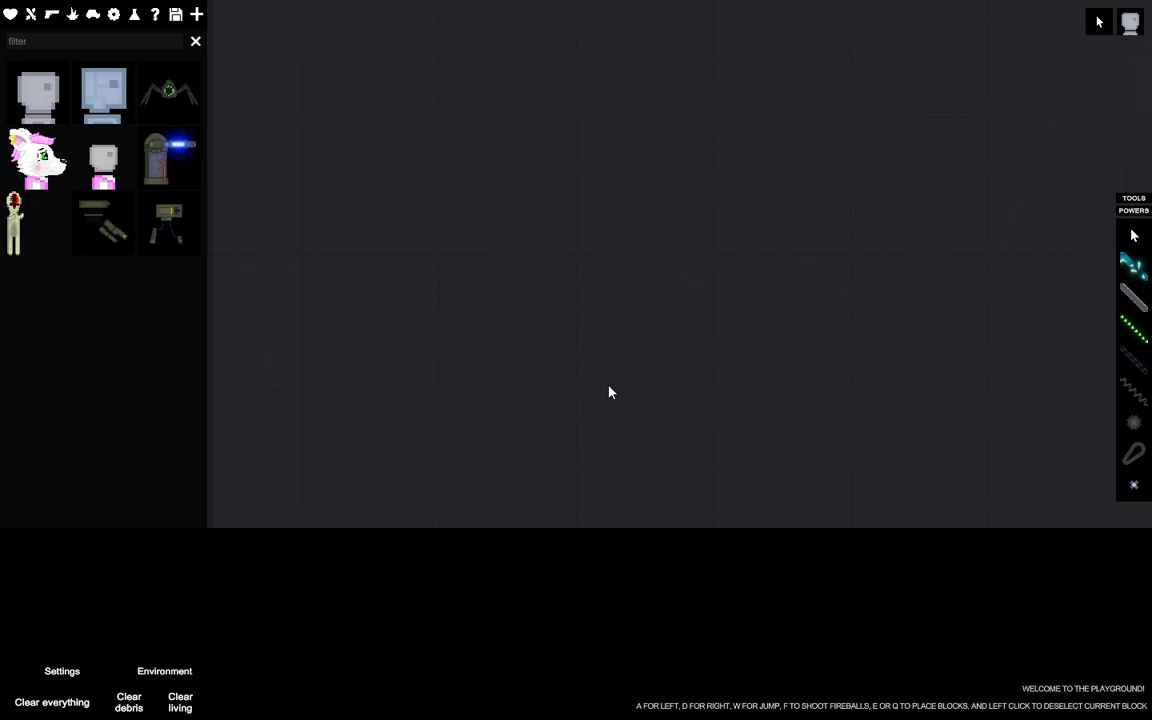 filter
TOOLS
POWERS
Settings
Environment
Clear everything
Clear debris
Clear living
WELCOME TO THE PLAYGROUND!
A FOR LEFT, D FOR RIGHT, W FOR JUMP, F TO SHOOT FIREBALLS, E OR Q TO PLACE BLOCKS, AND LEFT CLICK TO DESELECT CURRENT BLOCK